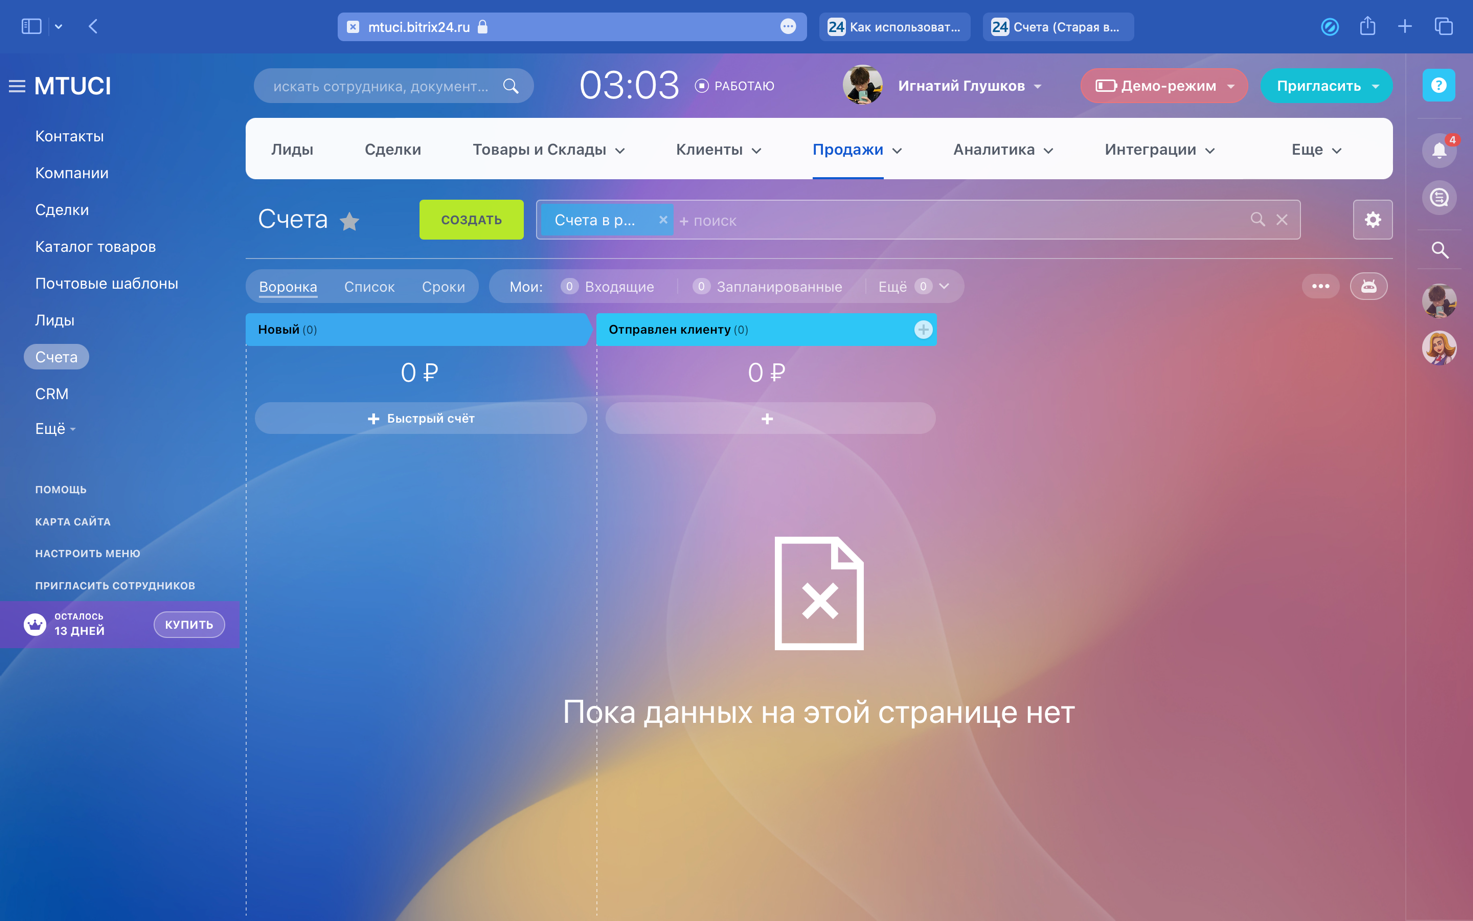 mtuci.bitrix24.ru
24 Как использоват...
24 Счета (Старая в...
MTUCI
искать сотрудника, документ...
03:03
РАБОТАЮ
Игнатий Глушков
Демо-режим
Пригласить
?
4
Контакты
Компании
Сделки
Каталог товаров
Почтовые шаблоны
Лиды
Счета
CRM
Ещё
ПОМОЩЬ
КАРТА САЙТА
НАСТРОИТЬ МЕНЮ
ПРИГЛАСИТЬ СОТРУДНИКОВ
ОСТАЛОСЬ
13 ДНЕЙ
КУПИТЬ
Лиды
Сделки
Товары и Склады
Клиенты
Продажи
Аналитика
Интеграции
Еще
Счета
СОЗДАТЬ
Счета в р...
+ поиск
Воронка
Список
Сроки
Мои:
0 Входящие
0 Запланированные
Ещё 0
Новый (0)
Отправлен клиенту (0)
0 ₽
0 ₽
+ Быстрый счёт
+
Пока данных на этой странице нет